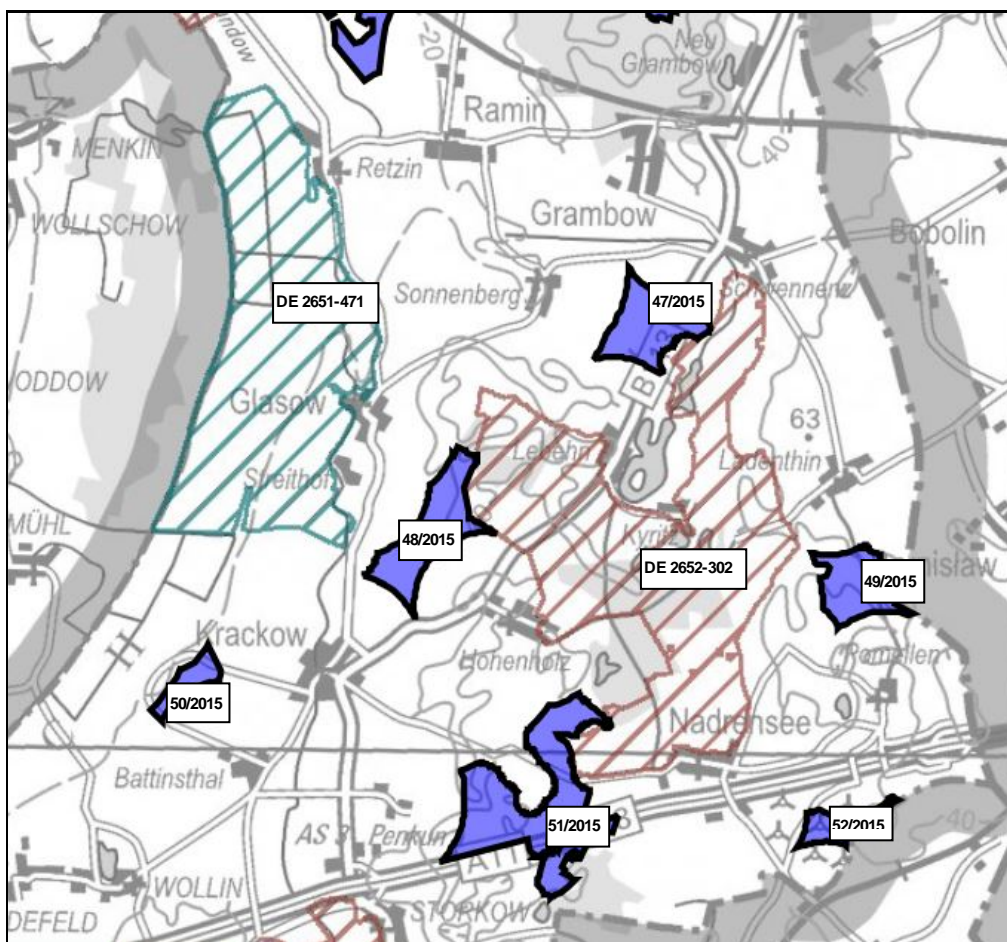 Neu
Grambow
-20
Ramin
MENKIN
Retzin
40
WOLLSCHOW
Grambow
Bobolin
DE 2651-471
Sonnenberg
47/2015
ODDOW
Glasow
63
Lebehn
Ladenthin
Streithof
MÜHL
48/2015
Kyritz
DE 2652-302
49/2015
H
Krackow
Hohenholz
Pomellen
50/2015
Nadrensee
Battinsthal
AS 3
Penkun
51/2015
52/2015
40
WOLLIN
STORKOW
DEFELD